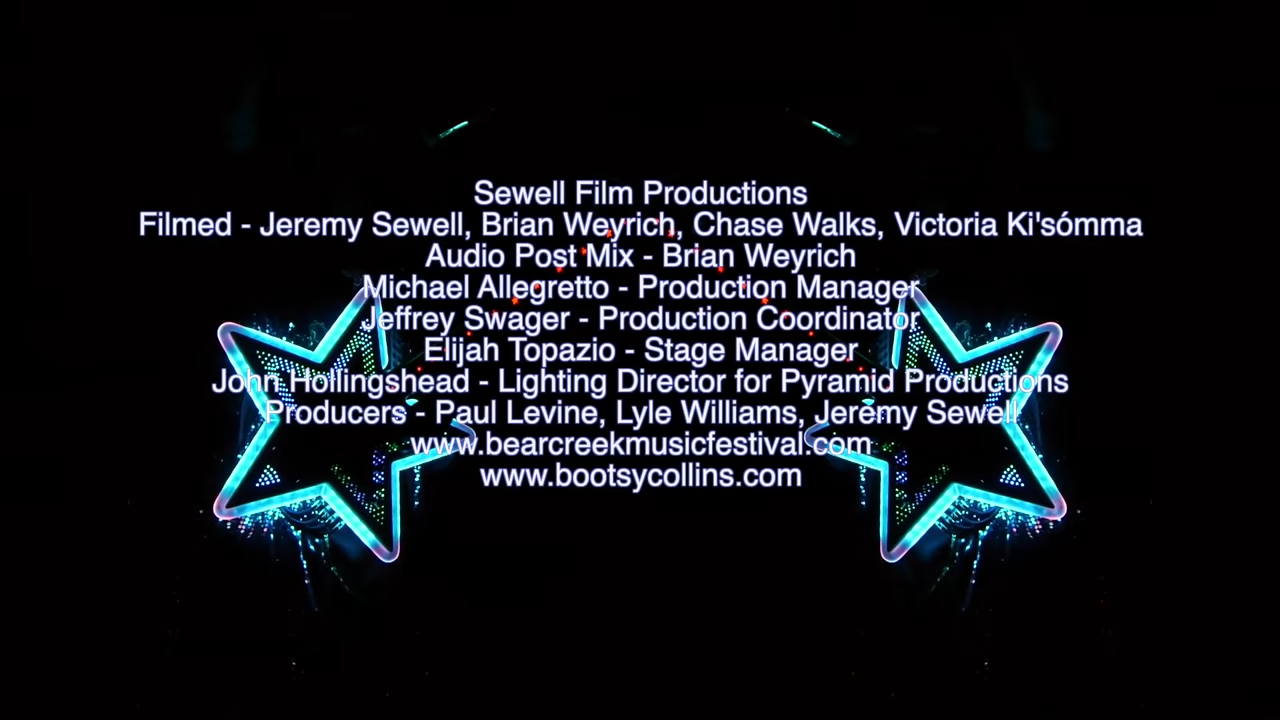 Sewell Film Productions
Filmed - Jeremy Sewell, Brian Weyrich, Chase Walks, Victoria Ki'sómma
Audio Post Mix - Brian Weyrich
Michael Allegretto - Production Manager
Jeffrey Swager - Production Coordinator
Elijah Topazio - Stage Manager
John Hollingshead - Lighting Director for Pyramid Productions
Producers - Paul Levine, Lyle Williams, Jeremy Sewell
www.bearcreekmusicfestival.com
www.bootsycollins.com